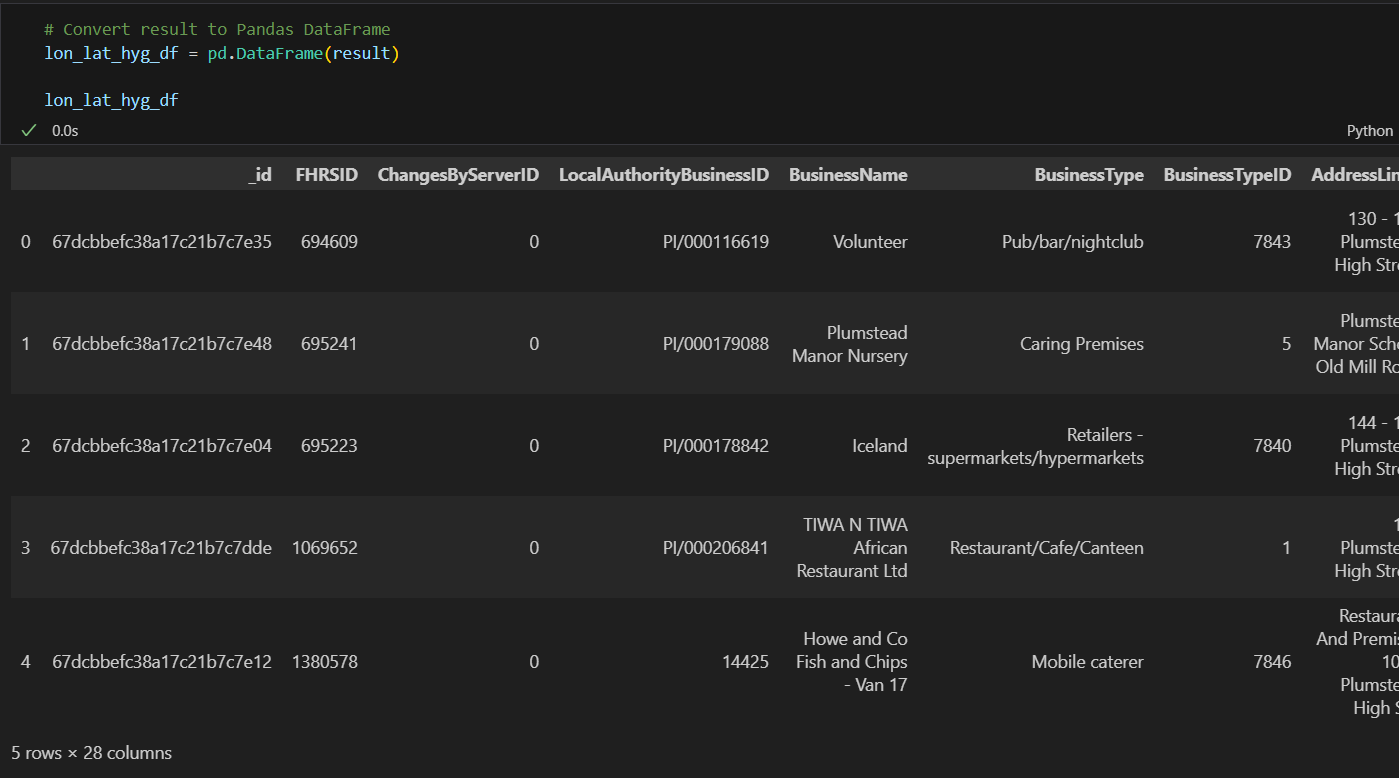 # Convert result to Pandas DataFrame
lon_lat_hyg_df = pd.DataFrame(result)
lon_lat_hyg_df
0.0s
Python
_id FHRSID ChangesByServerID LocalAuthorityBusinessID BusinessName BusinessType BusinessTypeID AddressLin
130 - 1
0 67dcbbefc38a17c21b7c7e35 694609 0 PI/000116619 Volunteer Pub/bar/nightclub 7843 Plumste
High Stre
Plumstead Plumste
1 67dcbbefc38a17c21b7c7e48 695241 0 PI/000179088 Caring Premises 5 Manor Scho
Manor Nursery Old Mill Ro
144 - 1
Retailers -
2 67dcbbefc38a17c21b7c7e04 695223 0 PI/000178842 Iceland 7840 Plumste
supermarkets/hypermarkets High Stre
TIWA N TIWA 1
3 67dcbbefc38a17c21b7c7dde 1069652 0 PI/000206841 African Restaurant/Cafe/Canteen 1 Plumste
Restaurant Ltd High Stre
Restaura
Howe and Co And Premis
4 67dcbbefc38a17c21b7c7e12 1380578 0 14425 Fish and Chips Mobile caterer 7846 10
- Van 17 Plumste
High S
5 rows × 28 columns